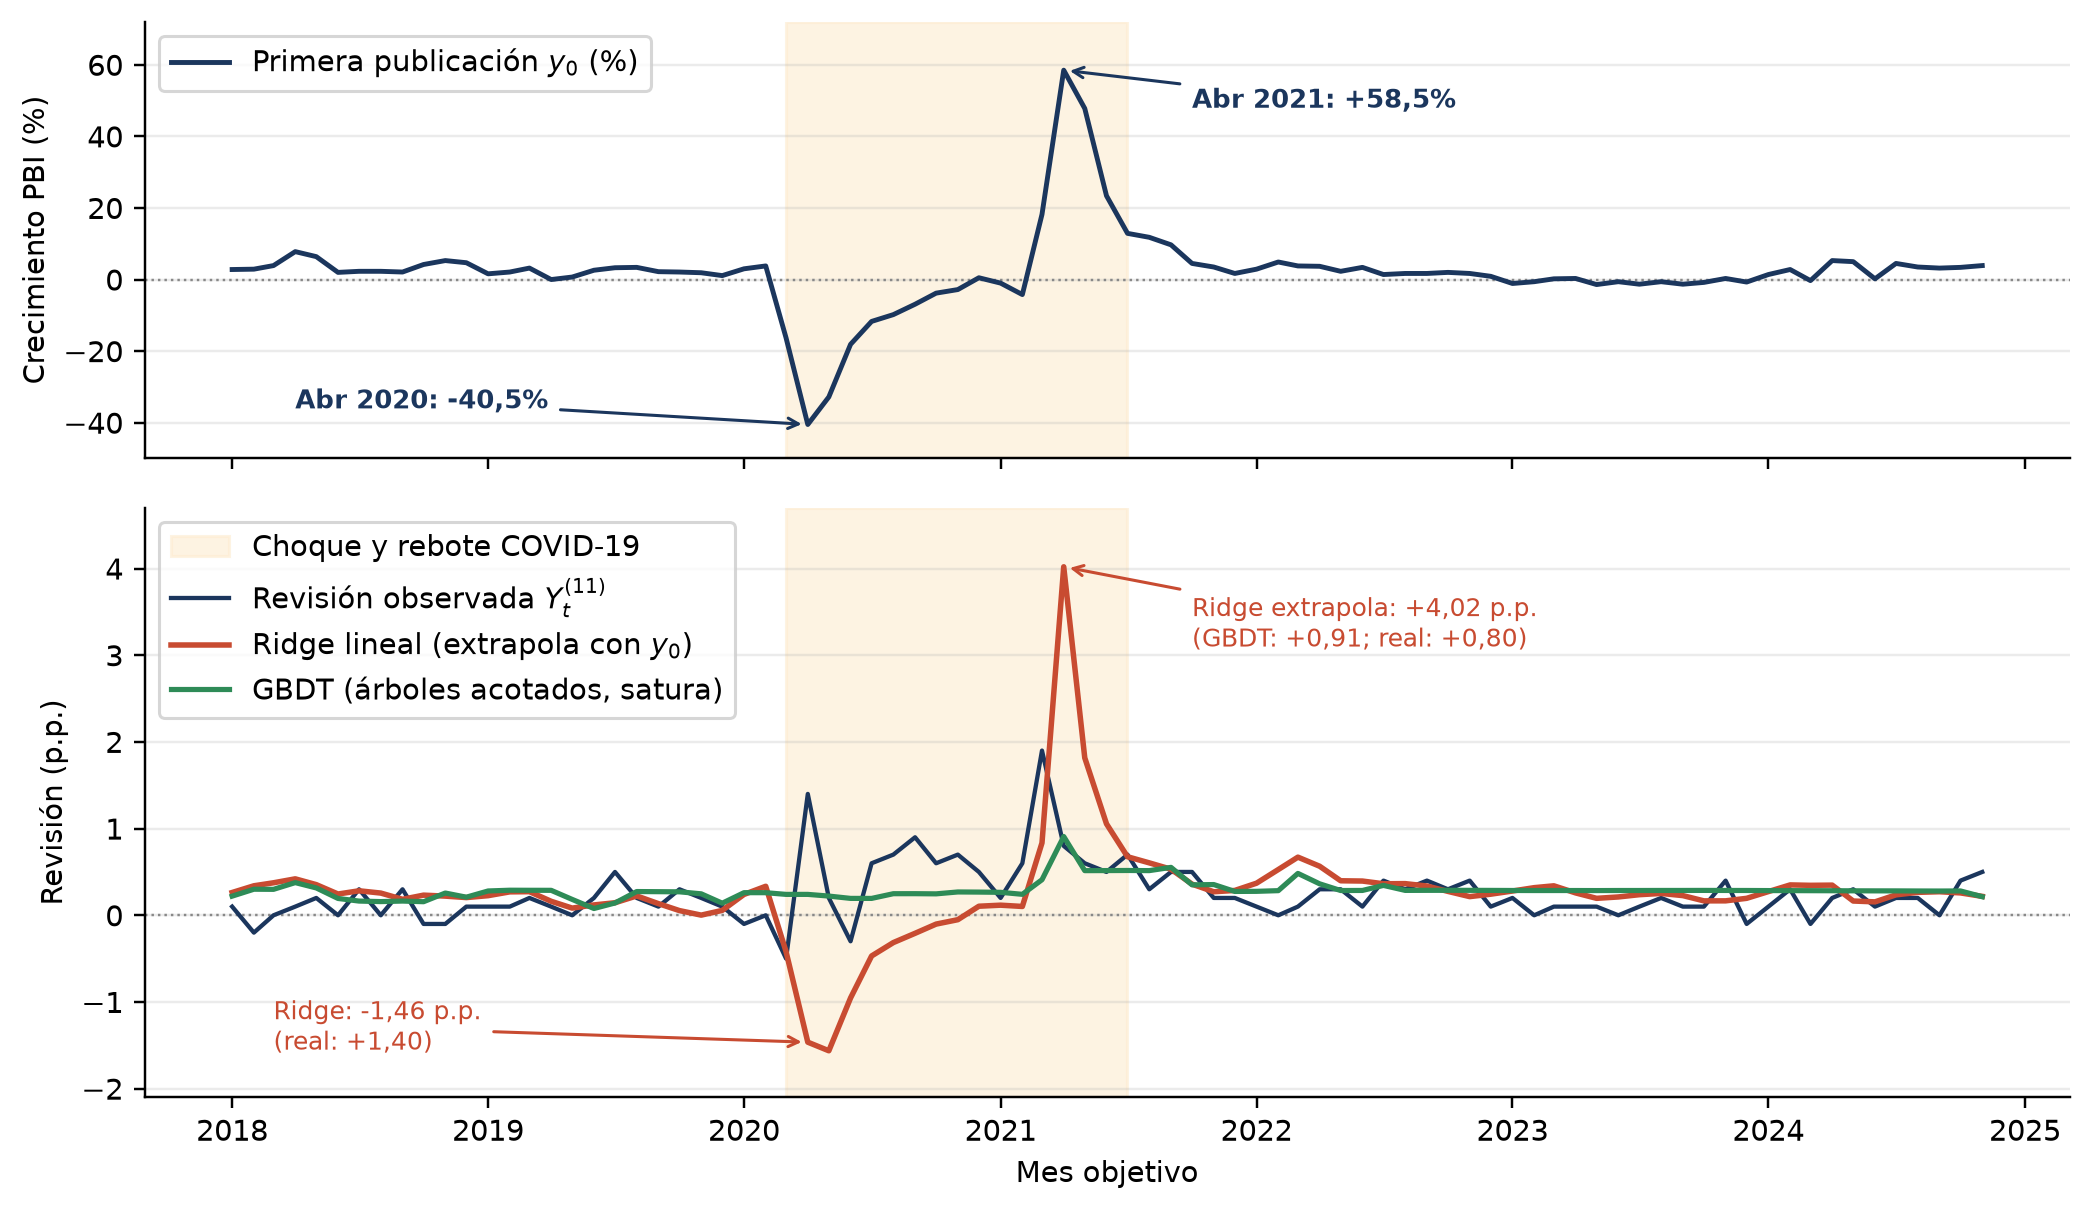 Primera publicación y₀ (%)
Abr 2021: +58,5%
Abr 2020: -40,5%
Crecimiento PBI (%)
60
40
20
0
−20
−40
Choque y rebote COVID-19
Revisión observada Yₜ⁽¹¹⁾
Ridge lineal (extrapola con y₀)
GBDT (árboles acotados, satura)
Ridge extrapola: +4,02 p.p.
(GBDT: +0,91; real: +0,80)
Ridge: -1,46 p.p.
(real: +1,40)
Revisión (p.p.)
4
3
2
1
0
−1
−2
2018 2019 2020 2021 2022 2023 2024 2025
Mes objetivo